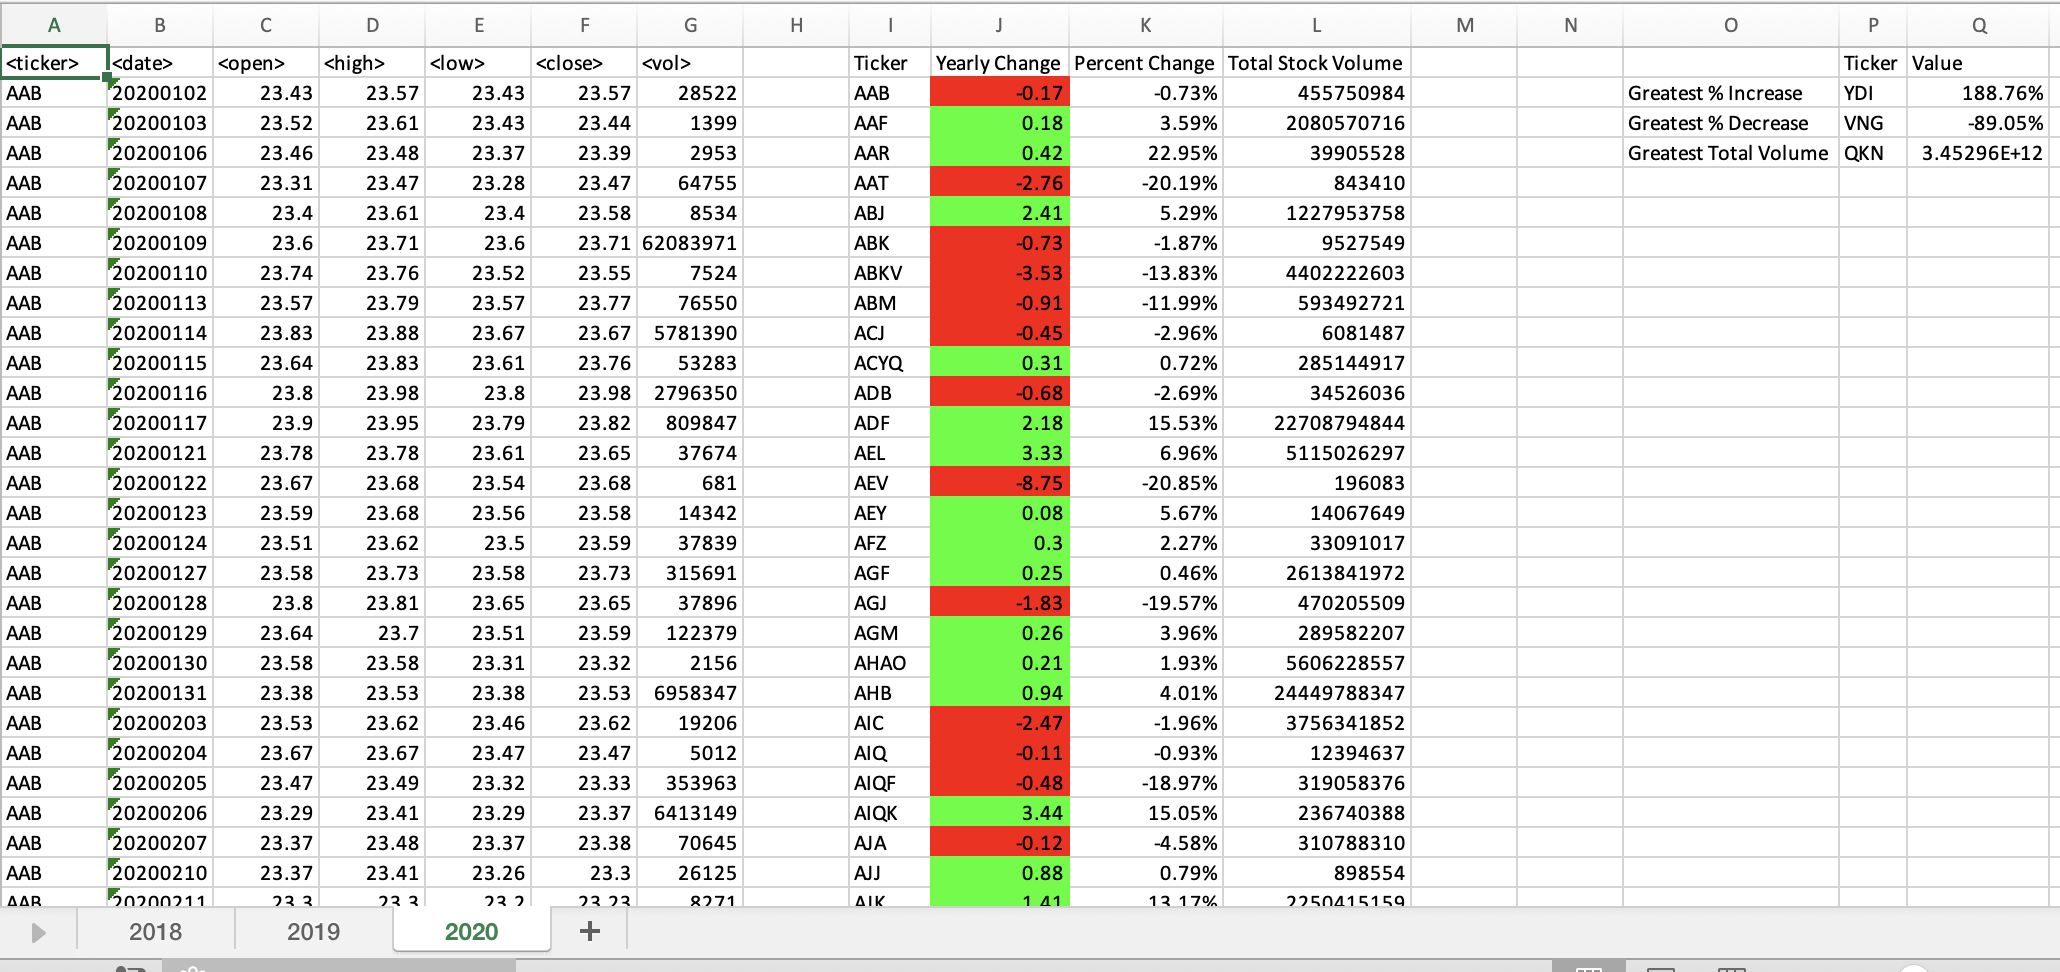 A B C D E F G H I J K L M N O P Q
<ticker> <date> <open> <high> <low> <close> <vol> Ticker Yearly Change Percent Change Total Stock Volume Ticker Value
AAB 20200102 23.43 23.57 23.43 23.57 28522 AAB -0.17 -0.73% 455750984 Greatest % Increase YDI 188.76%
AAB 20200103 23.52 23.61 23.43 23.44 1399 AAF 0.18 3.59% 2080570716 Greatest % Decrease VNG -89.05%
AAB 20200106 23.46 23.48 23.37 23.39 2953 AAR 0.42 22.95% 39905528 Greatest Total Volume QKN 3.45296E+12
AAB 20200107 23.31 23.47 23.28 23.47 64755 AAT -2.76 -20.19% 843410
AAB 20200108 23.4 23.61 23.4 23.58 8534 ABJ 2.41 5.29% 1227953758
AAB 20200109 23.6 23.71 23.6 23.71 62083971 ABK -0.73 -1.87% 9527549
AAB 20200110 23.74 23.76 23.52 23.55 7524 ABKV -3.53 -13.83% 4402222603
AAB 20200113 23.57 23.79 23.57 23.77 76550 ABM -0.91 -11.99% 593492721
AAB 20200114 23.83 23.88 23.67 23.67 5781390 ACJ -0.45 -2.96% 6081487
AAB 20200115 23.64 23.83 23.61 23.76 53283 ACYQ 0.31 0.72% 285144917
AAB 20200116 23.8 23.98 23.8 23.98 2796350 ADB -0.68 -2.69% 34526036
AAB 20200117 23.9 23.95 23.79 23.82 809847 ADF 2.18 15.53% 22708794844
AAB 20200121 23.78 23.78 23.61 23.65 37674 AEL 3.33 6.96% 5115026297
AAB 20200122 23.67 23.68 23.54 23.68 681 AEV -8.75 -20.85% 196083
AAB 20200123 23.59 23.68 23.56 23.58 14342 AEY 0.08 5.67% 14067649
AAB 20200124 23.51 23.62 23.5 23.59 37839 AFZ 0.3 2.27% 33091017
AAB 20200127 23.58 23.73 23.58 23.73 315691 AGF 0.25 0.46% 2613841972
AAB 20200128 23.8 23.81 23.65 23.65 37896 AGJ -1.83 -19.57% 470205509
AAB 20200129 23.64 23.7 23.51 23.59 122379 AGM 0.26 3.96% 289582207
AAB 20200130 23.58 23.58 23.31 23.32 2156 AHAO 0.21 1.93% 5606228557
AAB 20200131 23.38 23.53 23.38 23.53 6958347 AHB 0.94 4.01% 24449788347
AAB 20200203 23.53 23.62 23.46 23.62 19206 AIC -2.47 -1.96% 3756341852
AAB 20200204 23.67 23.67 23.47 23.47 5012 AIQ -0.11 -0.93% 12394637
AAB 20200205 23.47 23.49 23.32 23.33 353963 AIQF -0.48 -18.97% 319058376
AAB 20200206 23.29 23.41 23.29 23.37 6413149 AIQK 3.44 15.05% 236740388
AAB 20200207 23.37 23.48 23.37 23.38 70645 AJA -0.12 -4.58% 310788310
AAB 20200210 23.37 23.41 23.26 23.3 26125 AJJ 0.88 0.79% 898554
AAB 20200211 23.3 23.3 23.2 23.23 8271 AJK 1.41 13.17% 2250415159
2018 2019 2020 +